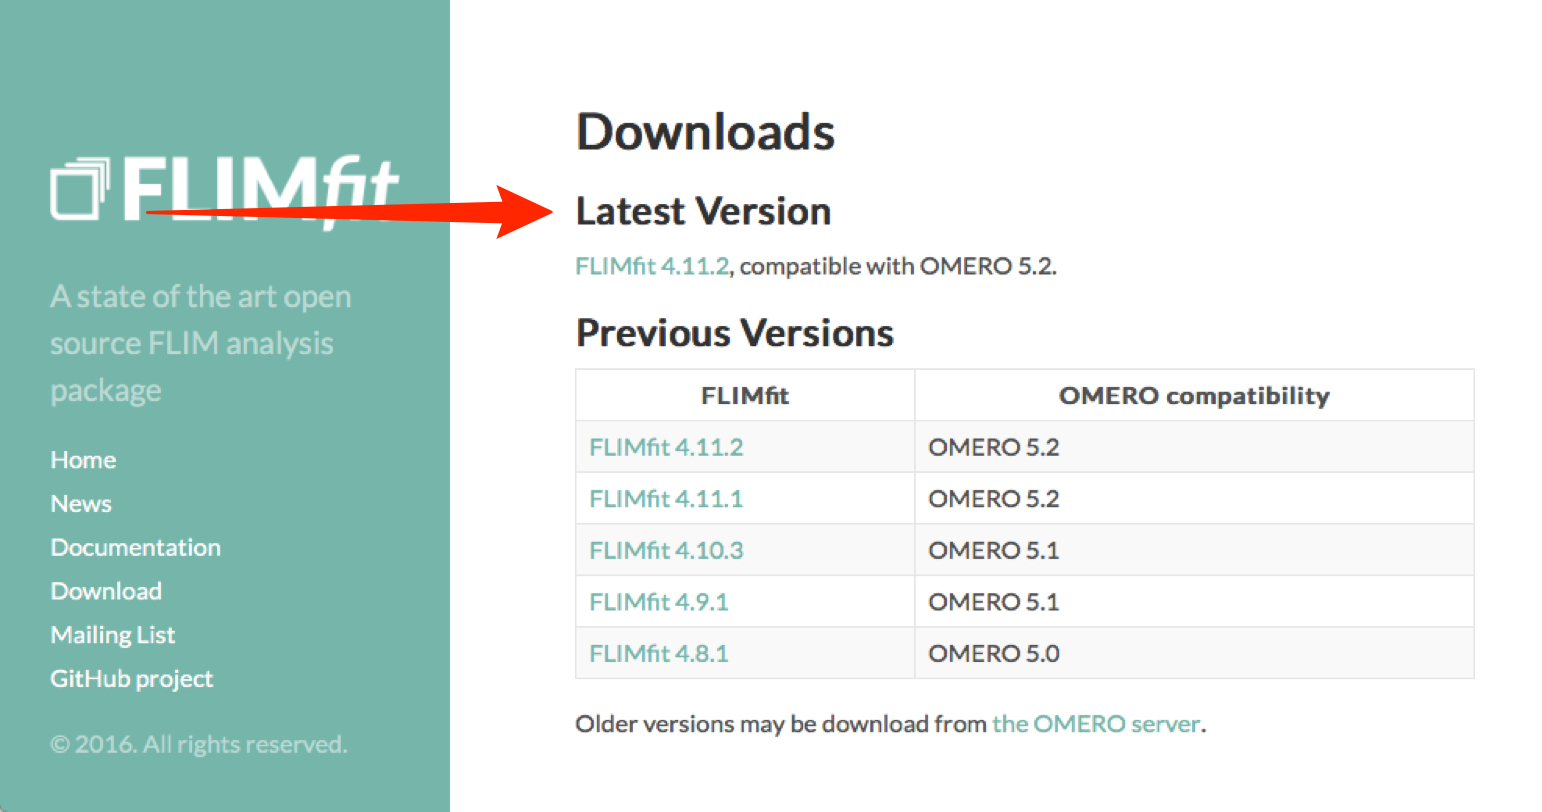 FLIMfit
A state of the art open
source FLIM analysis
package
Home
News
Documentation
Download
Mailing List
GitHub project
© 2016. All rights reserved.
Downloads
Latest Version
FLIMfit 4.11.2, compatible with OMERO 5.2.
Previous Versions
FLIMfit OMERO compatibility
FLIMfit 4.11.2 OMERO 5.2
FLIMfit 4.11.1 OMERO 5.2
FLIMfit 4.10.3 OMERO 5.1
FLIMfit 4.9.1 OMERO 5.1
FLIMfit 4.8.1 OMERO 5.0
Older versions may be download from the OMERO server.